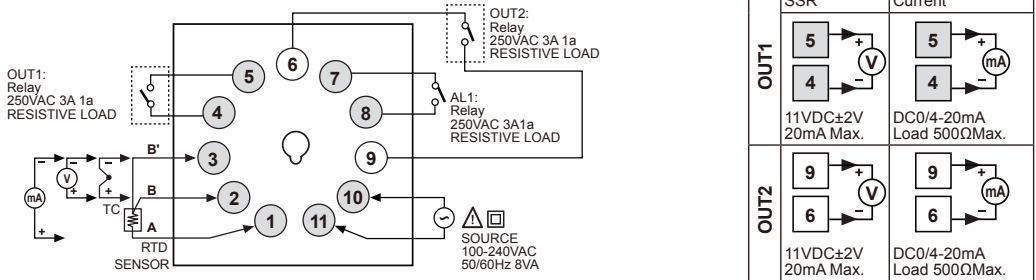 OUT2:
Relay
250VAC 3A 1a
RESISTIVE LOAD
OUT1:
Relay
250VAC 3A 1a
RESISTIVE LOAD
AL1:
Relay
250VAC 3A1a
RESISTIVE LOAD
6
5
7
4
8
3
9
2
10
1
11
B'
B
A
mA
V
TC
RTD
SENSOR
SOURCE
100-240VAC
50/60Hz 8VA
SSR
Current
OUT1
5
+
V
4
-
11VDC±2V
20mA Max.
5
+
mA
4
-
DC0/4-20mA
Load 500ΩMax.
OUT2
9
+
V
6
-
11VDC±2V
20mA Max.
9
+
mA
6
-
DC0/4-20mA
Load 500ΩMax.